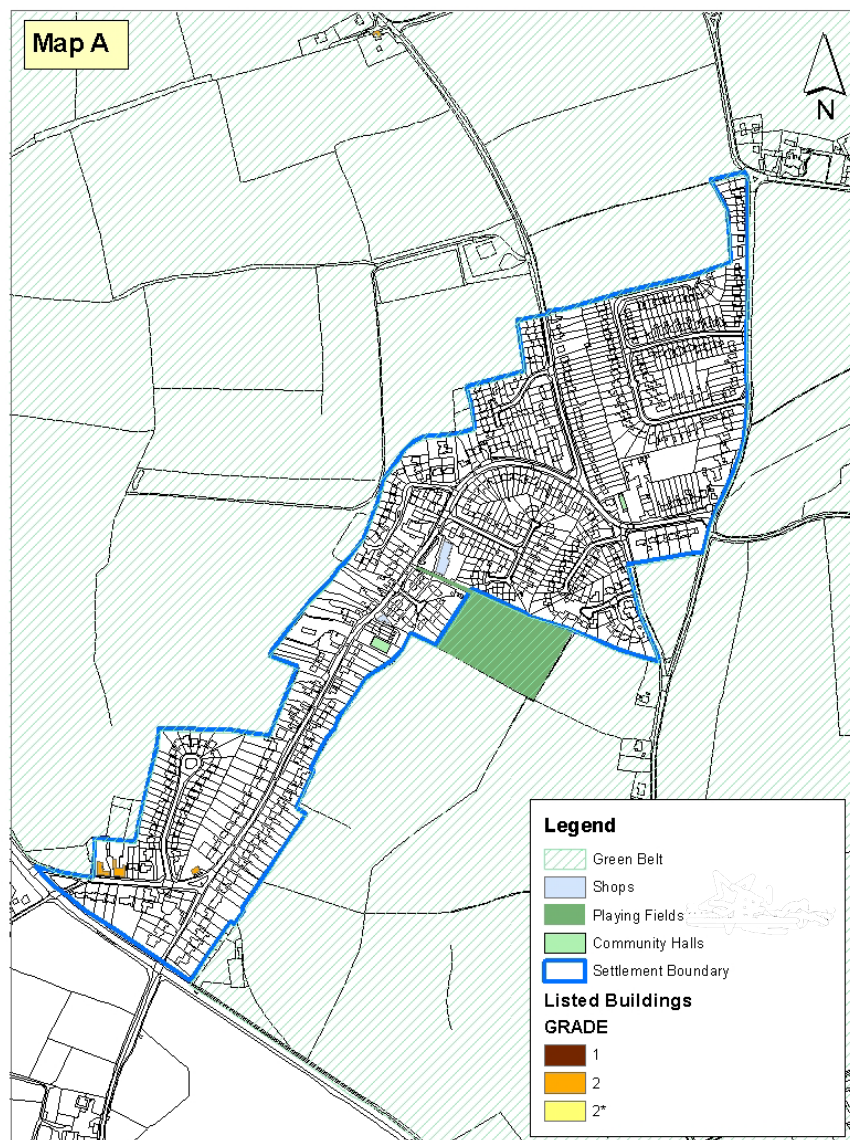 Map A
N
Legend
Green Belt
Shops
Playing Fields
Community Halls
Settlement Boundary
Listed Buildings
GRADE
1
2
2*